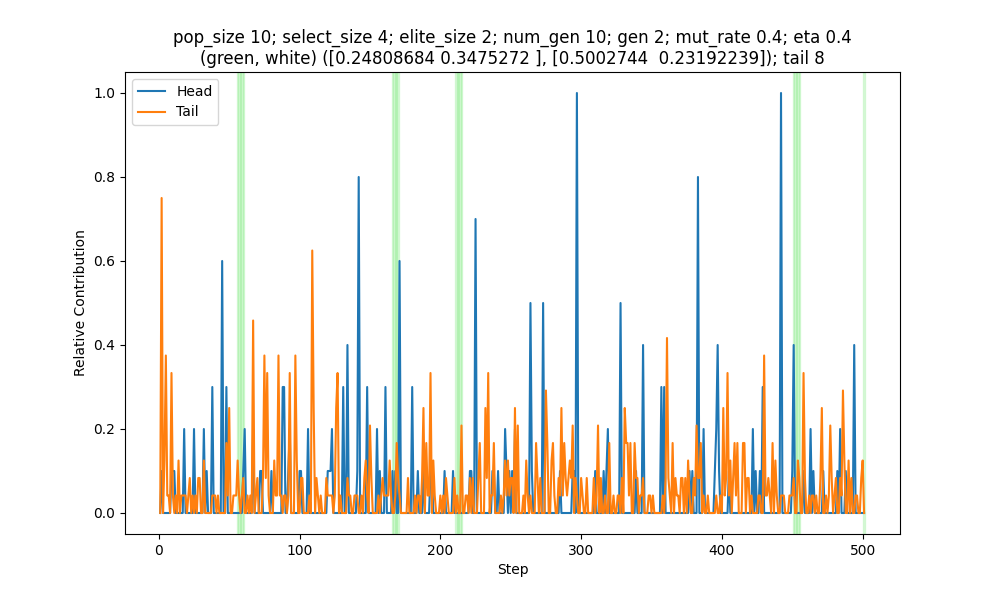 pop_size 10; select_size 4; elite_size 2; num_gen 10; gen 2; mut_rate 0.4; eta 0.4
(green, white) ([0.24808684 0.3475272 ], [0.5002744  0.23192239]); tail 8
Head
Tail
1.0
0.8
0.6
0.4
0.2
0.0
Relative Contribution
0 100 200 300 400 500
Step